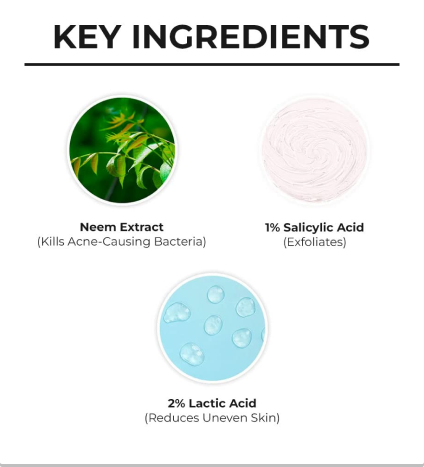 KEY INGREDIENTS
Neem Extract
(Kills Acne-Causing Bacteria)
1% Salicylic Acid
(Exfoliates)
2% Lactic Acid
(Reduces Uneven Skin)